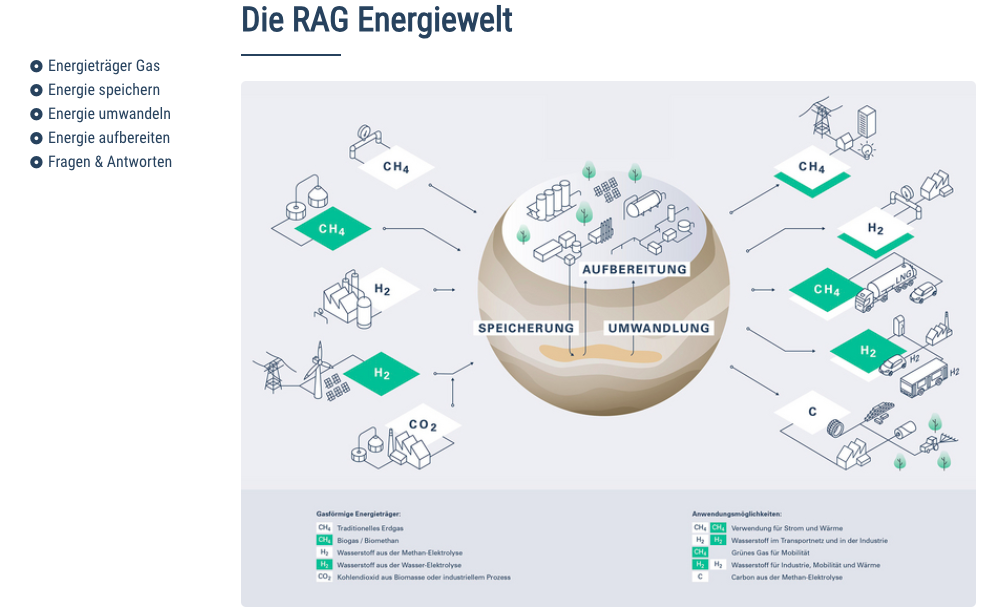 Die RAG Energiewelt
Energieträger Gas
Energie speichern
Energie umwandeln
Energie aufbereiten
Fragen & Antworten
CH4
CH4
H2
H2
CO2
AUFBEREITUNG
SPEICHERUNG
UMWANDLUNG
CH4
H2
CH4
LNG
H2
H2
H2
C
Gasförmige Energieträger:
CH4 Traditionelles Erdgas
CH4 Biogas / Biomethan
H2 Wasserstoff aus der Methan-Elektrolyse
H2 Wasserstoff aus der Wasser-Elektrolyse
CO2 Kohlendioxid aus Biomasse oder industriellem Prozess
Anwendungsmöglichkeiten:
CH4 CH4 Verwendung für Strom und Wärme
H2 H2 Wasserstoff im Transportnetz und in der Industrie
CH4 Grünes Gas für Mobilität
H2 H2 Wasserstoff für Industrie, Mobilität und Wärme
C Carbon aus der Methan-Elektrolyse